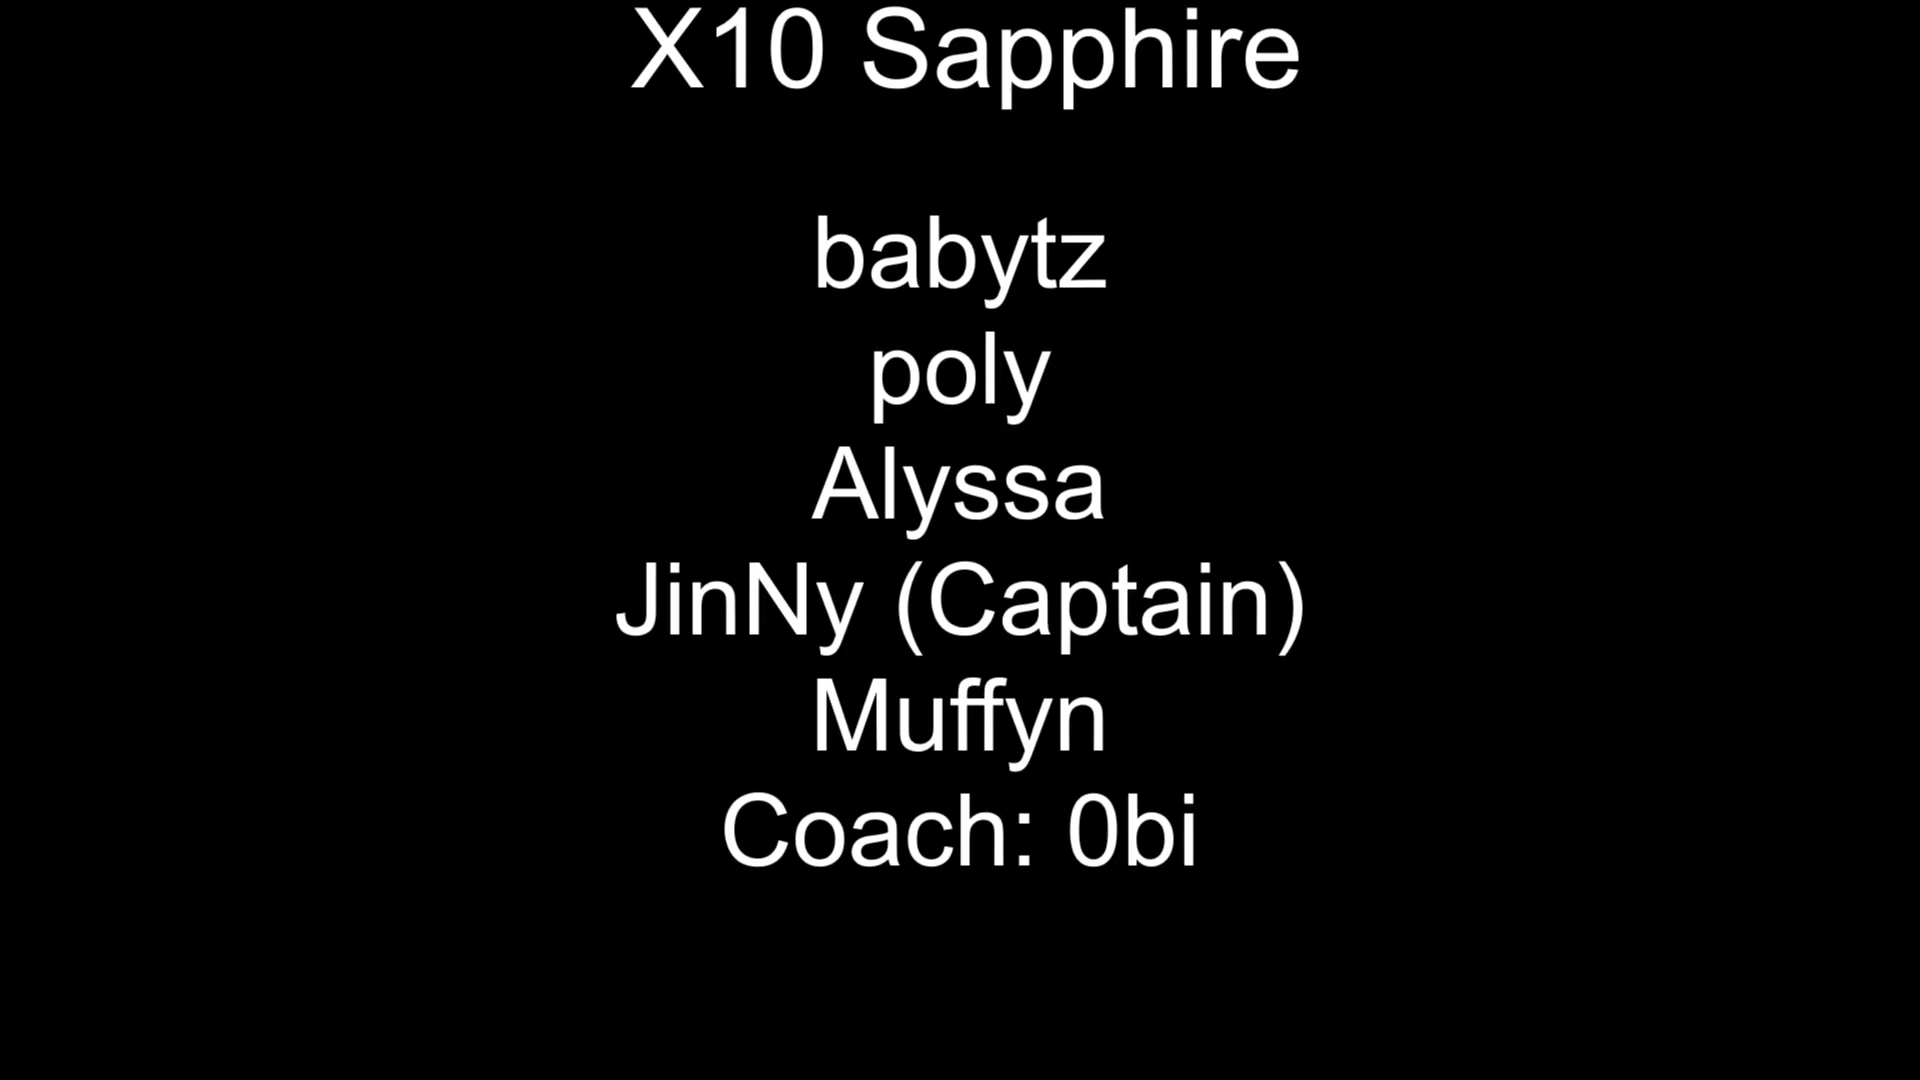 X10 Sapphire
babytz
poly
Alyssa
JinNy (Captain)
Muffyn
Coach: 0bi